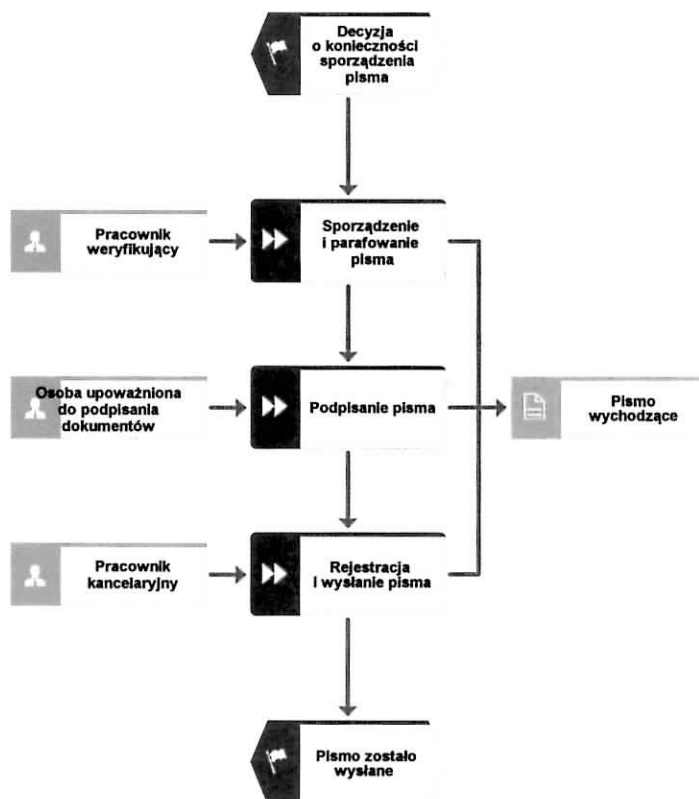 Decyzja
o konieczności
sporządzenia
pisma
Pracownik
weryfikujący
Sporządzenie
i parafowanie
pisma
Osoba upoważniona
do podpisania
dokumentów
Podpisanie pisma
Pismo
wychodzące
Pracownik
kancelaryjny
Rejestracja
i wysłanie pisma
Pismo zostało
wysłane